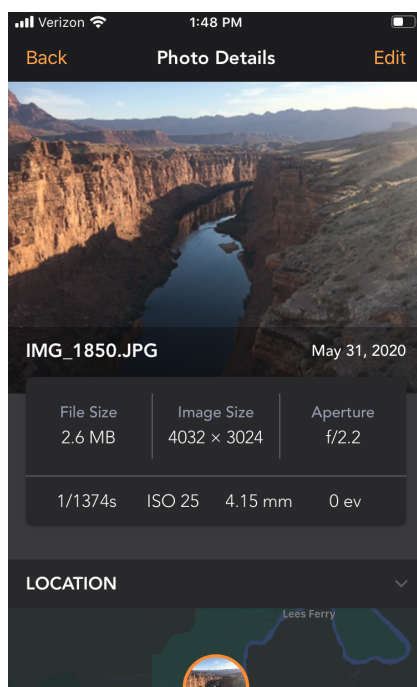 Verizon 1:48 PM
Back Photo Details Edit
IMG_1850.JPG May 31, 2020
File Size Image Size Aperture
2.6 MB 4032 × 3024 f/2.2
1/1374s ISO 25 4.15 mm 0 ev
LOCATION
Lees Ferry